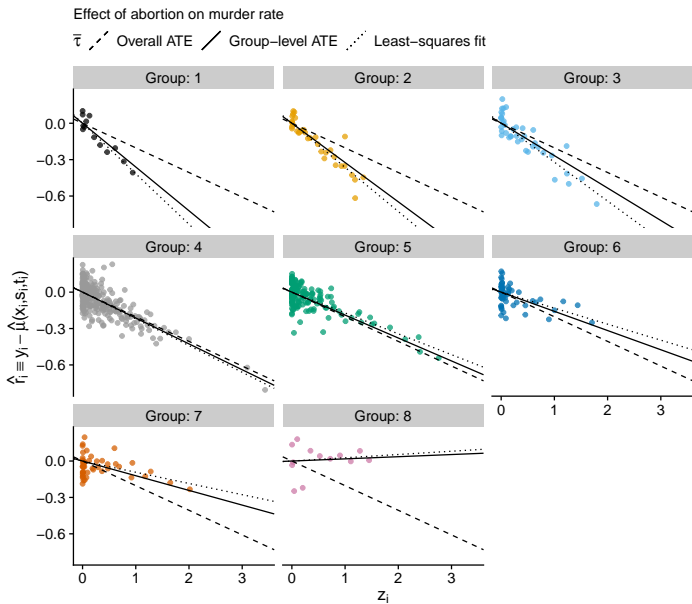 Effect of abortion on murder rate
τ̄ Overall ATE Group−level ATE Least−squares fit
Group: 1 Group: 2 Group: 3
0.0
−0.3
−0.6
Group: 4 Group: 5 Group: 6
0.0
−0.3
−0.6
0 1 2 3
Group: 7 Group: 8
0.0
−0.3
−0.6
0 1 2 3 0 1 2 3
r̂ᵢ ≡ yᵢ − μ̂(xᵢ,sᵢ,tᵢ)
zᵢ